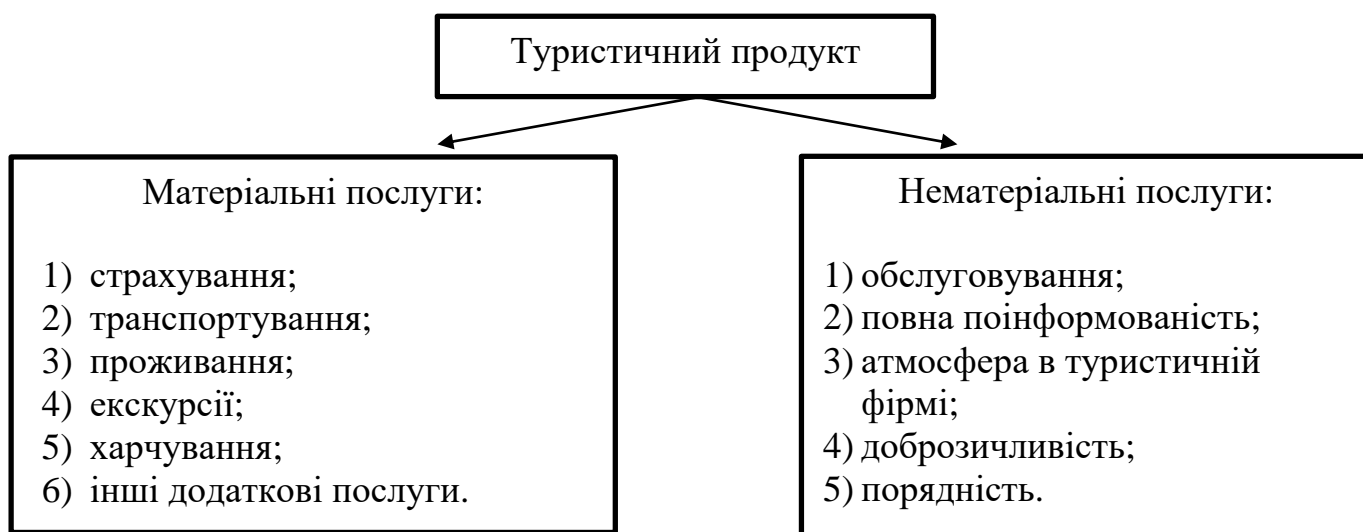 Туристичний продукт
Матеріальні послуги:
1) страхування;
2) транспортування;
3) проживання;
4) екскурсії;
5) харчування;
6) інші додаткові послуги.
Нематеріальні послуги:
1) обслуговування;
2) повна поінформованість;
3) атмосфера в туристичній
фірмі;
4) доброзичливість;
5) порядність.